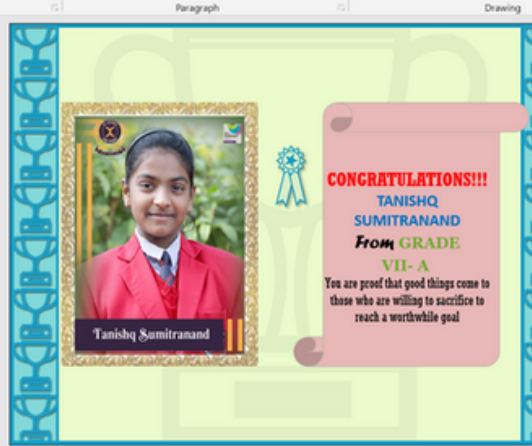 Paragraph
Drawing
Tanishq Sumitranand
CONGRATULATIONS!!!
TANISHQ
SUMITRANAND
From GRADE
VII- A
You are proof that good things come to
those who are willing to sacrifice to
reach a worthwhile goal